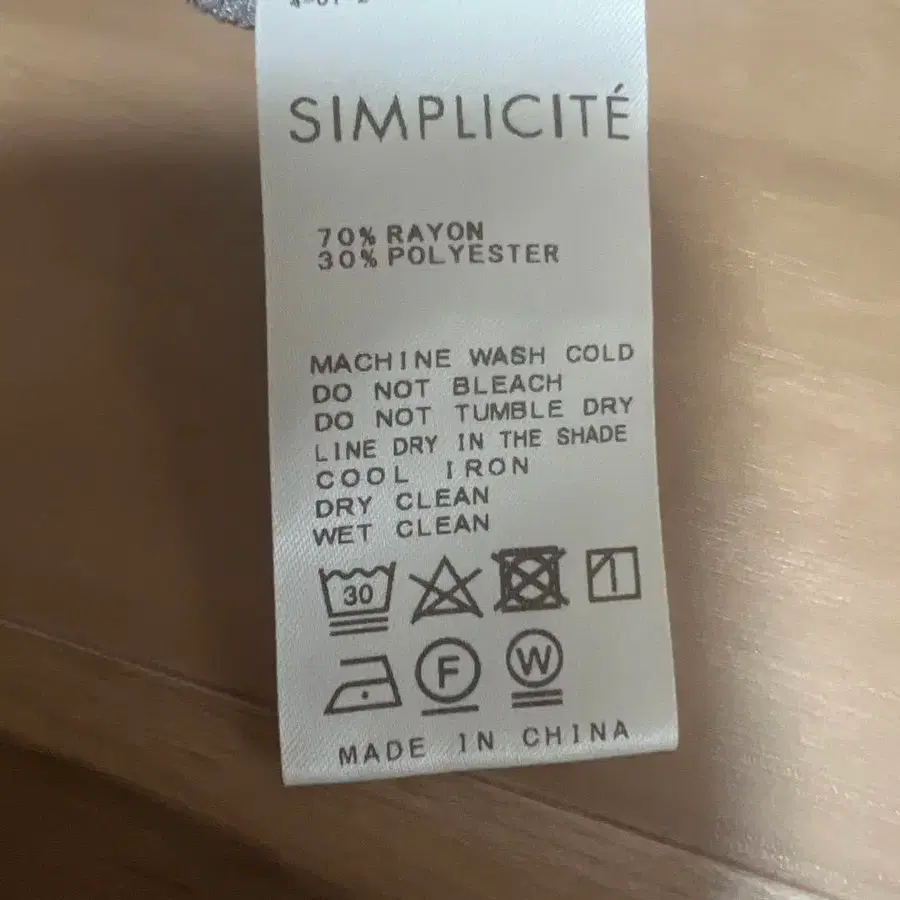 SIMPLICITÉ
70% RAYON
30% POLYESTER
MACHINE WASH COLD
DO NOT BLEACH
DO NOT TUMBLE DRY
LINE DRY IN THE SHADE
COOL IRON
DRY CLEAN
WET CLEAN
30
F W
MADE IN CHINA